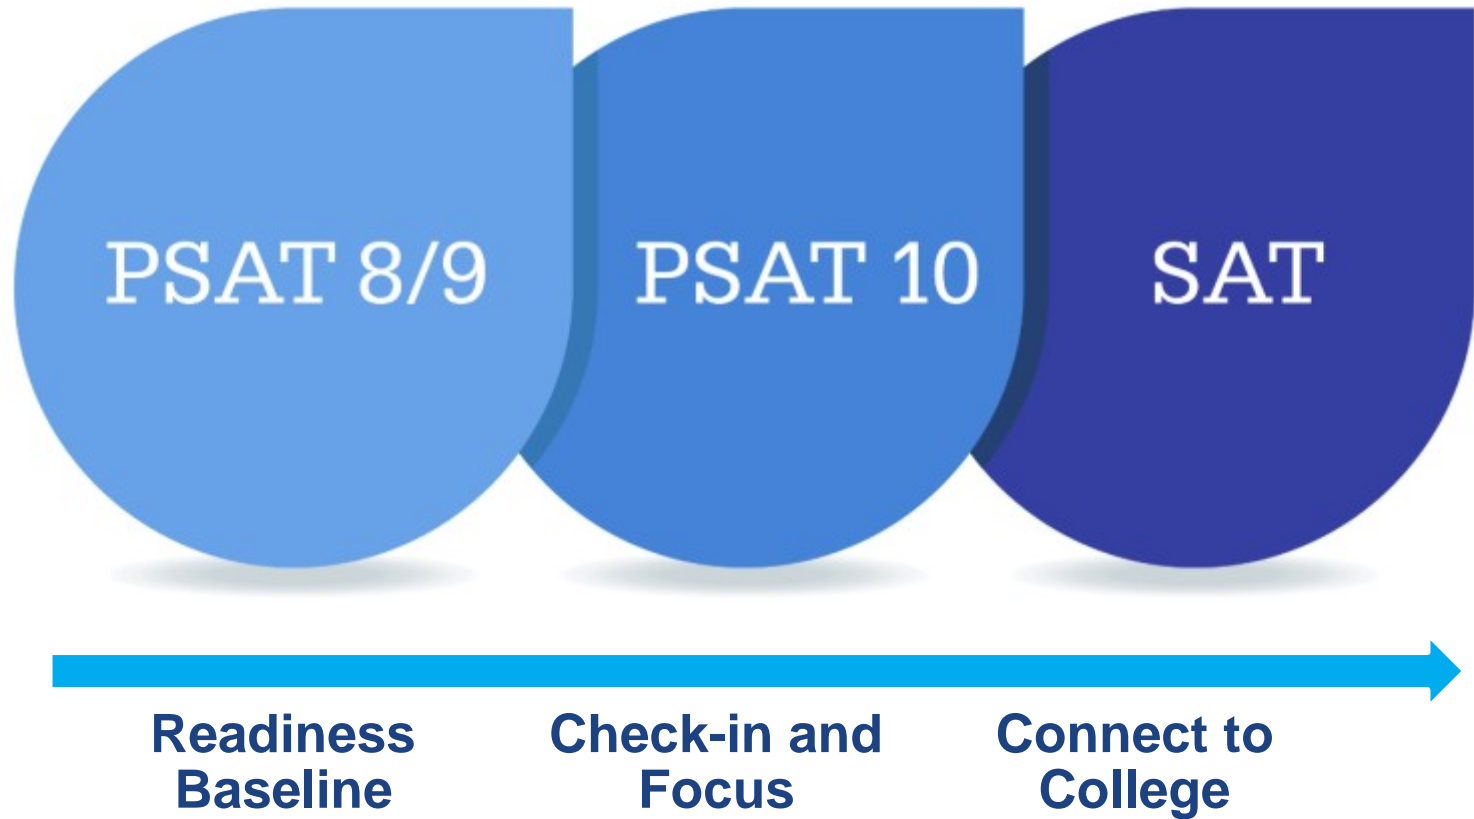 PSAT 8/9
PSAT 10
SAT
Readiness
Baseline
Check-in and
Focus
Connect to
College